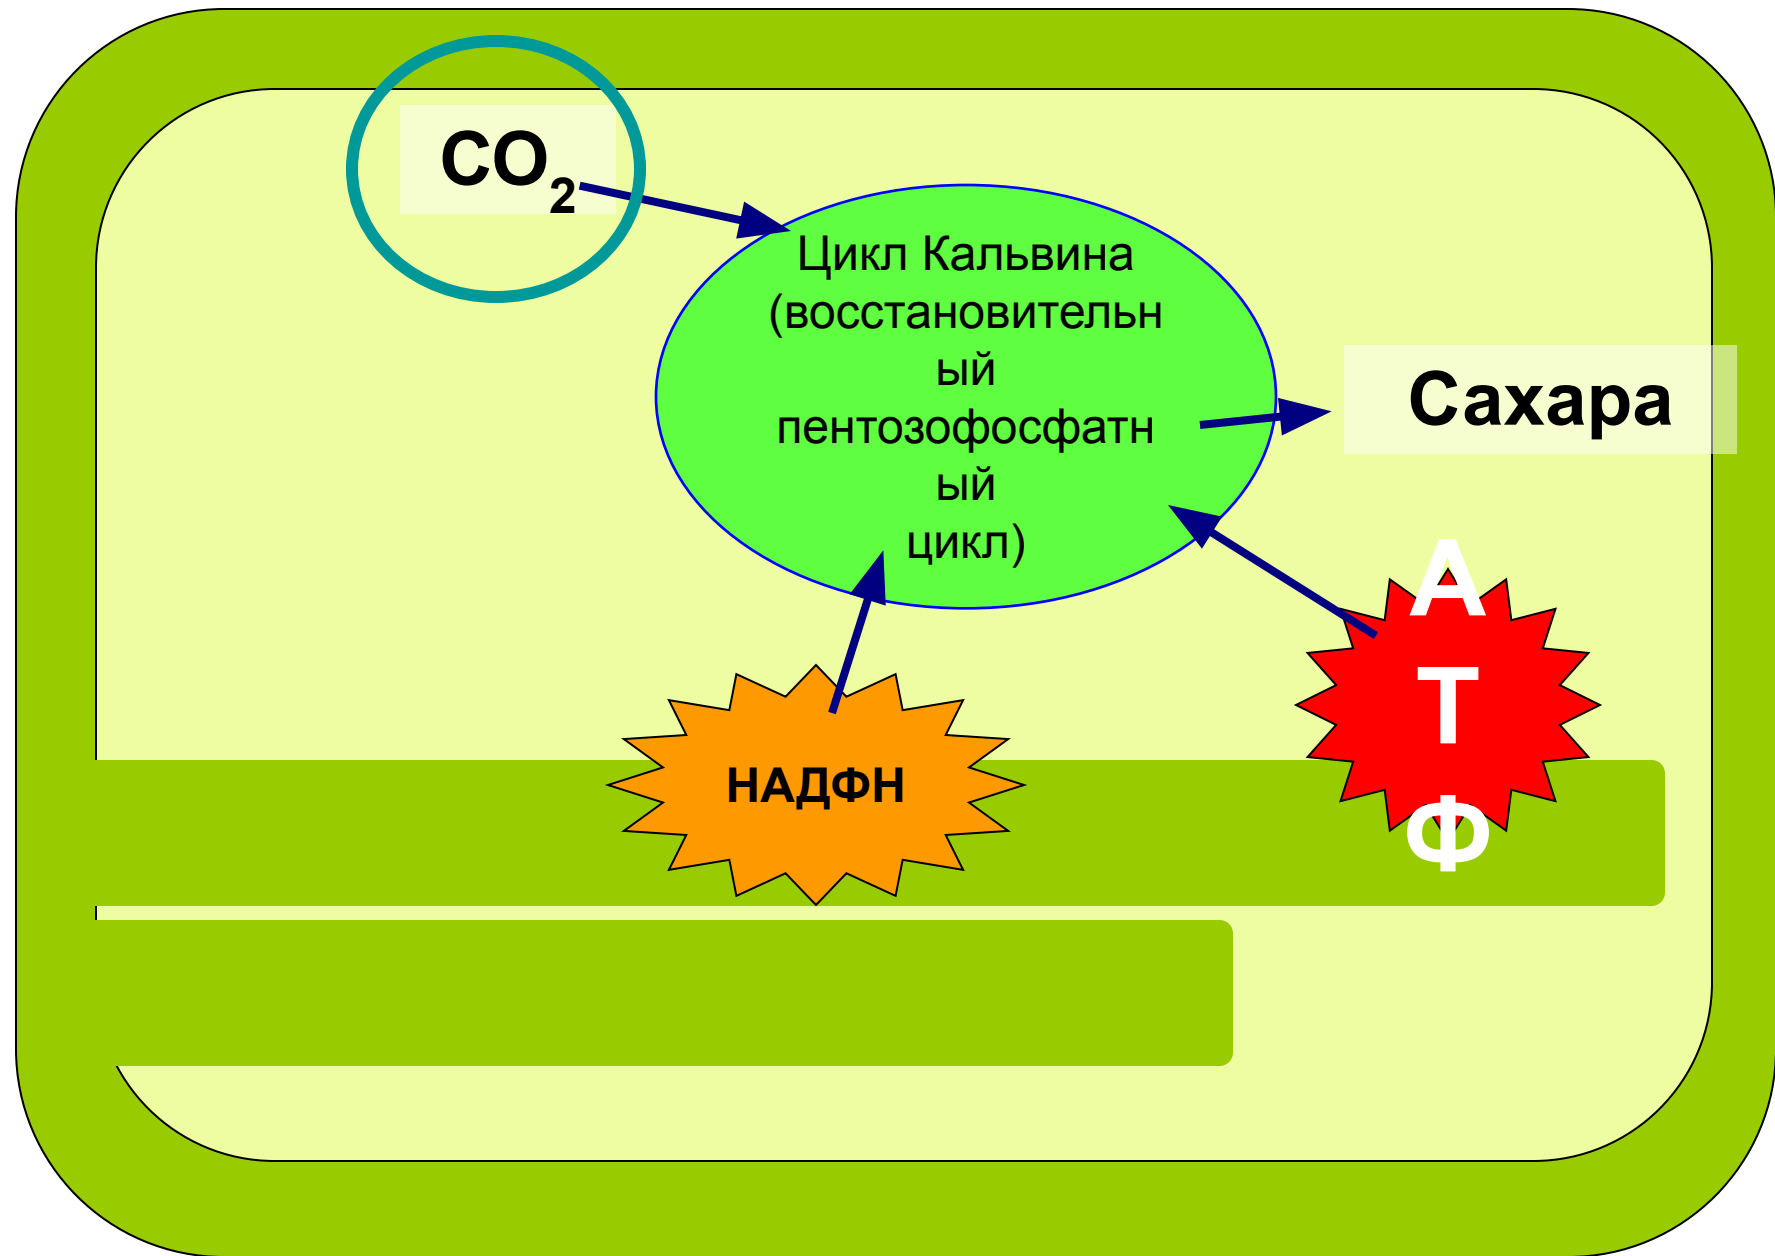 CO2
Цикл Кальвина
(восстановительн
ый
пентозофосфатн
ый
цикл)
Сахара
НАДФН
А
Т
Ф